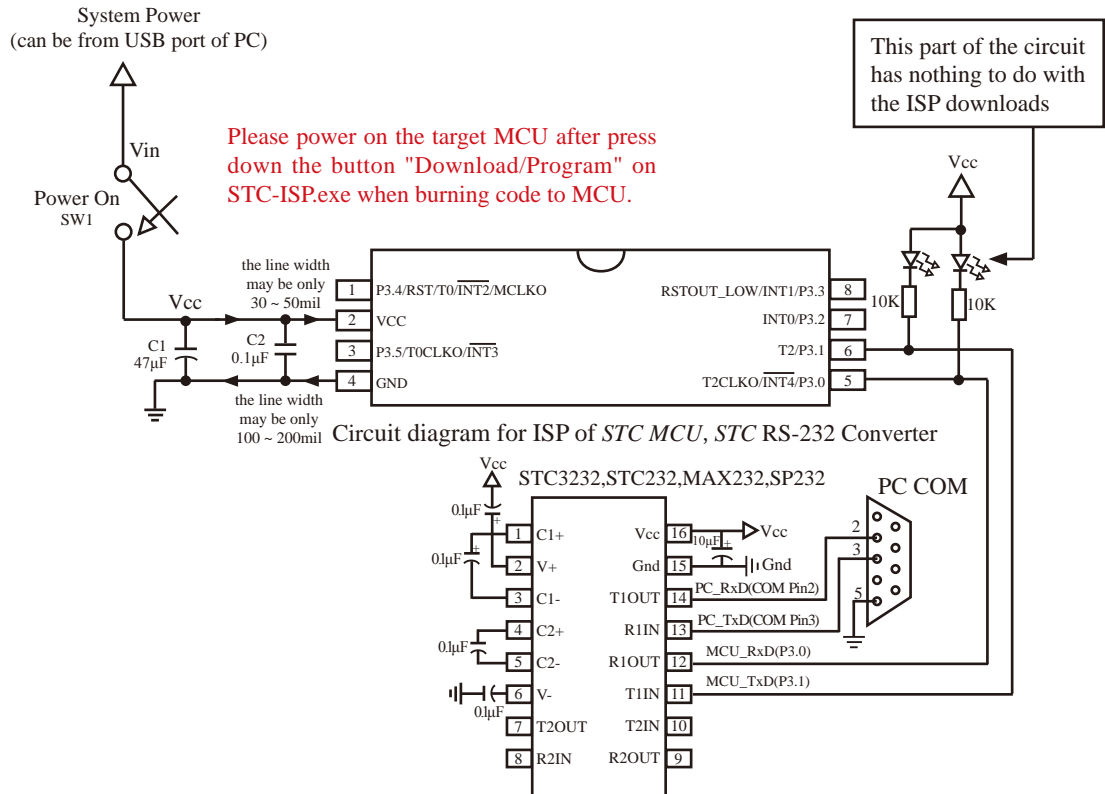 System Power
(can be from USB port of PC)
This part of the circuit
has nothing to do with
the ISP downloads
Vin
Please power on the target MCU after press
down the button "Download/Program" on
STC-ISP.exe when burning code to MCU.
Power On
SW1
Vcc
the line width
may be only
30 ~ 50mil
Vcc
C1
47μF
C2
0.1μF
the line width
may be only
100 ~ 200mil
1 P3.4/RST/T0/INT2/MCLKO
2 VCC
3 P3.5/T0CLKO/INT3
4 GND
RSTOUT_LOW/INT1/P3.3 8
INT0/P3.2 7
T2/P3.1 6
T2CLKO/INT4/P3.0 5
10K
10K
Circuit diagram for ISP of STC MCU, STC RS-232 Converter
STC3232,STC232,MAX232,SP232
Vcc
0.1μF
+
0.1μF
+
0.1μF
0.1μF
1 C1+
2 V+
3 C1-
4 C2+
5 C2-
6 V-
7 T2OUT
8 R2IN
Vcc 16
Gnd 15
T1OUT 14
R1IN 13
R1OUT 12
T1IN 11
T2IN 10
R2OUT 9
Vcc
10μF
+
Gnd
PC_RxD(COM Pin2)
PC_TxD(COM Pin3)
MCU_RxD(P3.0)
MCU_TxD(P3.1)
PC COM
2
3
5